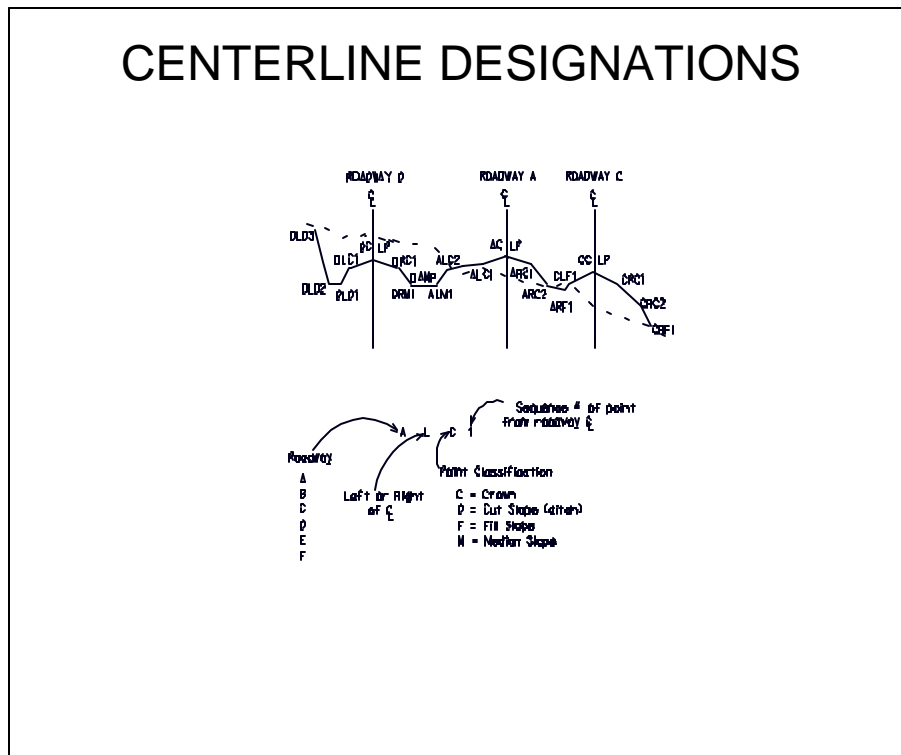 CENTERLINE DESIGNATIONS
ROADWAY D
ROADWAY A
ROADWAY C
℄
℄
℄
DLD3
DLC1
DC LP
DRC1
ALC2
ALC1
AC LP
ARC1
CLF1
CC LP
CRC1
DLD2
DLD1
DAMP
DRM1
ALM1
ARC2
ARF1
CRC2
CRF1
Sequence # of point
from roadway ℄
A L C 1
Roadway
A
B
C
D
E
F
Left or Right
of ℄
Point Classification
C = Crown
D = Cut Slope (ditch)
F = Fill Slope
M = Median Slope